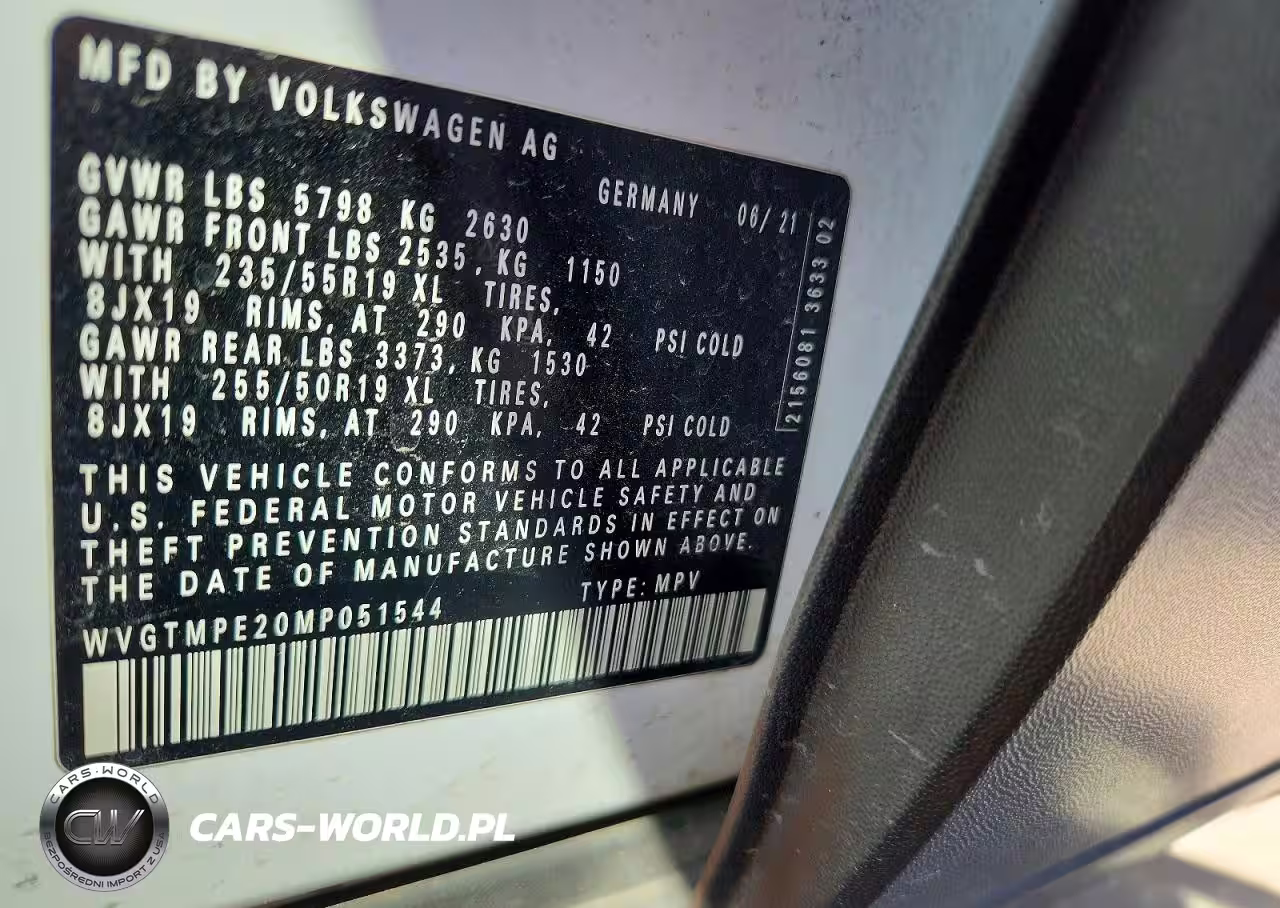 MFD BY VOLKSWAGEN AG
GERMANY 06/ 21
GVWR LBS 5798 KG 2630
GAWR FRONT LBS 2535, KG 1150
WITH 235/55R19 XL TIRES,
8JX19 RIMS, AT 290 KPA, 42 PSI COLD
GAWR REAR LBS 3373, KG 1530
WITH 255/50R19 XL TIRES,
8JX19 RIMS, AT 290 KPA, 42 PSI COLD
2156081 3633 02
THIS VEHICLE CONFORMS TO ALL APPLICABLE
U.S. FEDERAL MOTOR VEHICLE SAFETY AND
THEFT PREVENTION STANDARDS IN EFFECT ON
THE DATE OF MANUFACTURE SHOWN ABOVE.
TYPE: MPV
WVGTMPE20MP051544
CARS-WORLD
CW
BEZPOŚREDNI IMPORT Z USA
CARS-WORLD.PL